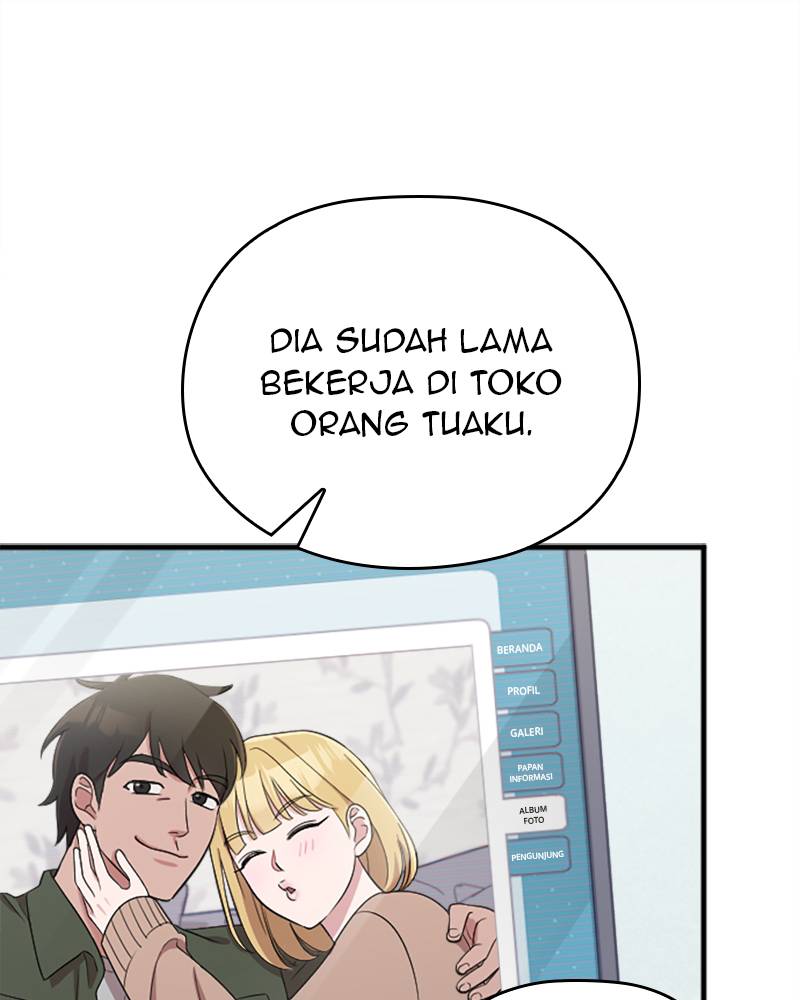 DIA SUDAH LAMA
BEKERJA DI TOKO
ORANG TUAKU.
BERANDA
PROFIL
GALERI
PAPAN
INFORMASI
ALBUM
FOTO
PENGUNJUNG